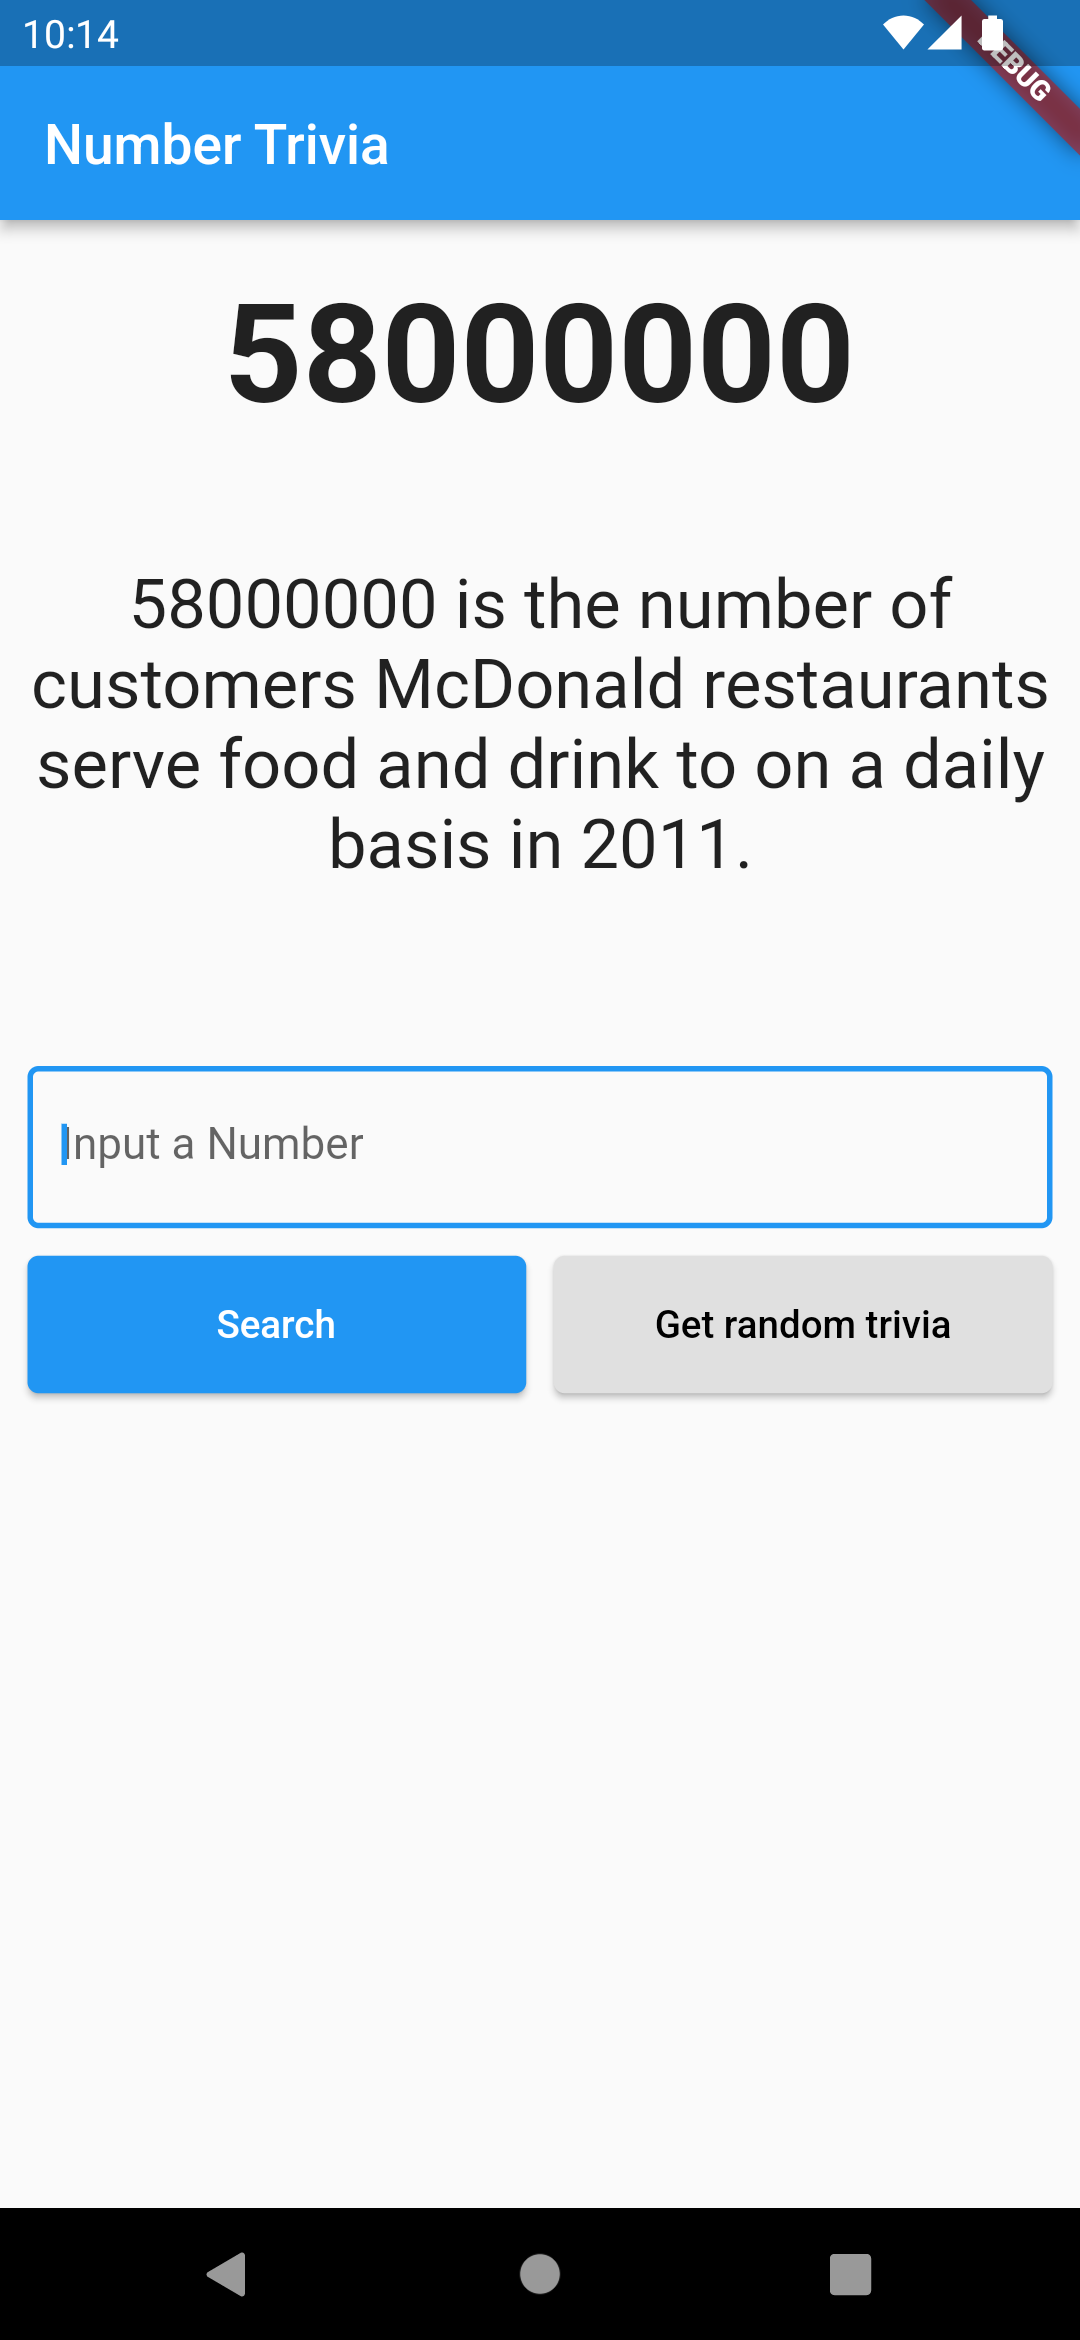 10:14
DEBUG
Number Trivia
58000000
58000000 is the number of
customers McDonald restaurants
serve food and drink to on a daily
basis in 2011.
Input a Number
Search
Get random trivia